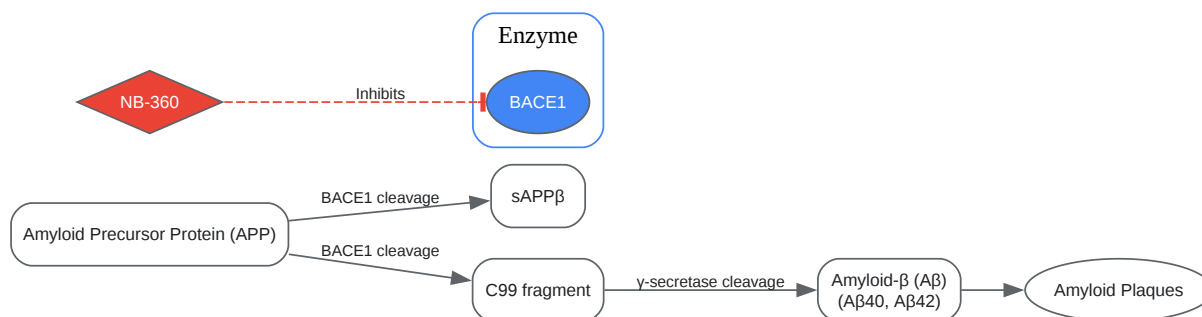 Enzyme
NB-360
Inhibits
BACE1
BACE1 cleavage
sAPPβ
Amyloid Precursor Protein (APP)
BACE1 cleavage
C99 fragment
γ-secretase cleavage
Amyloid-β (Aβ)
(Aβ40, Aβ42)
Amyloid Plaques